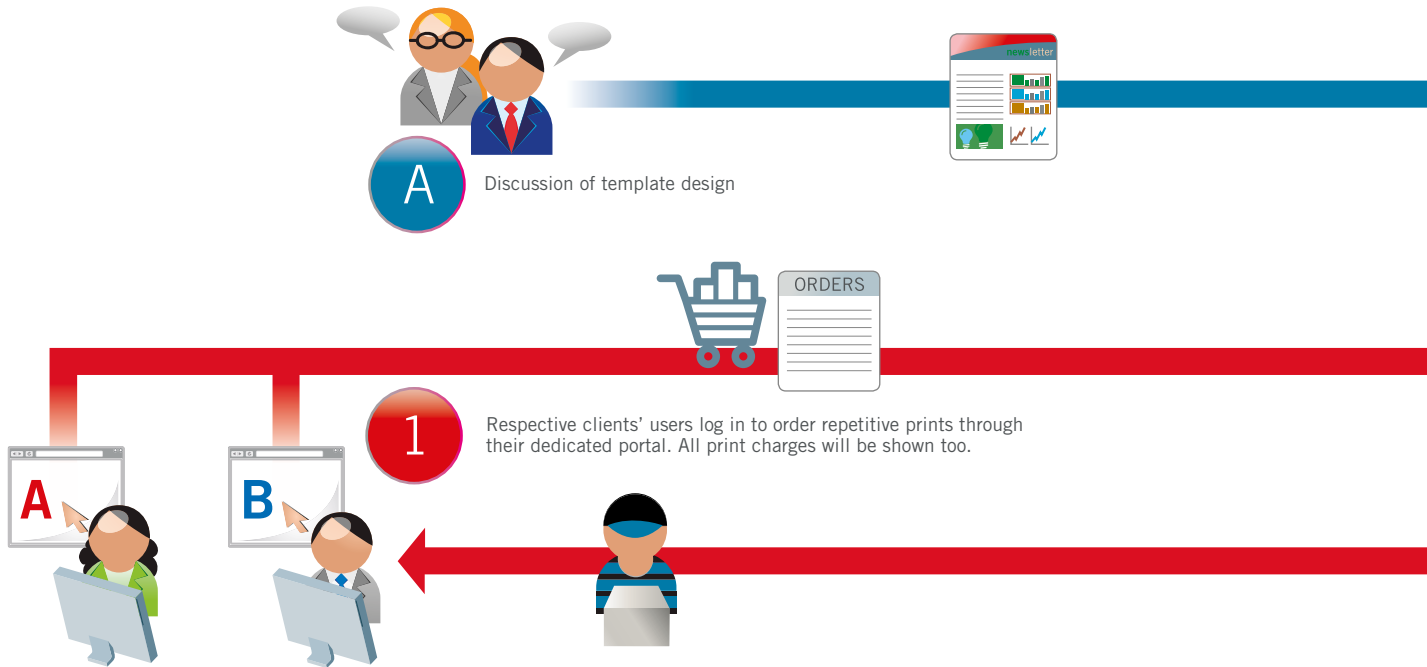 newsletter
A
Discussion of template design
ORDERS
1
Respective clients’ users log in to order repetitive prints through
their dedicated portal. All print charges will be shown too.
A
B